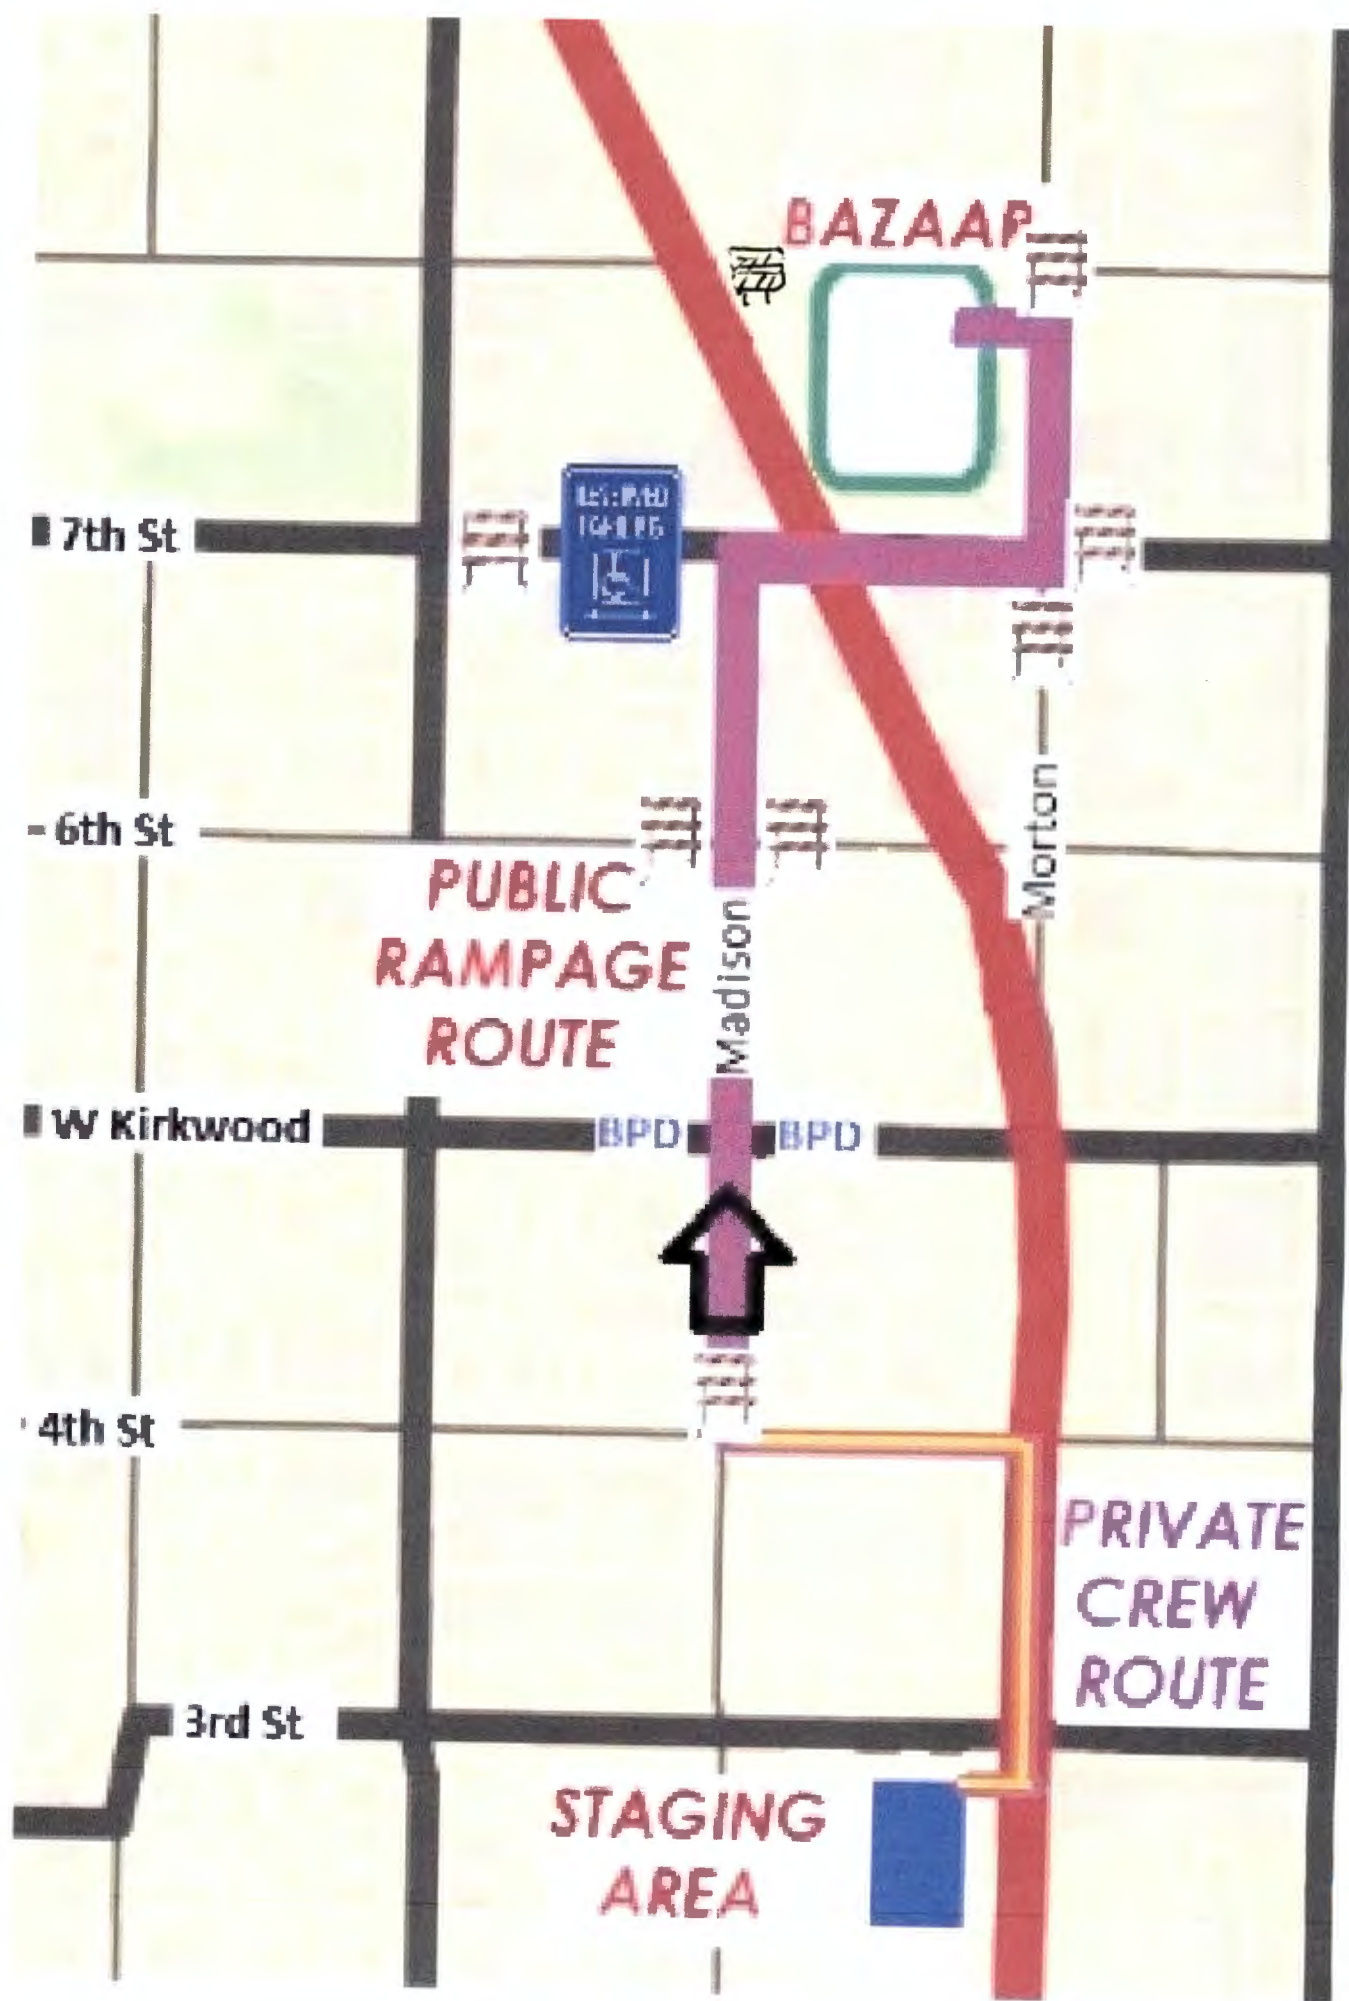 BAZAAR
7th St
Morton
6th St
PUBLIC
RAMPAGE
ROUTE
Madison
W Kirkwood
BPD
BPD
4th St
PRIVATE
CREW
ROUTE
3rd St
STAGING
AREA